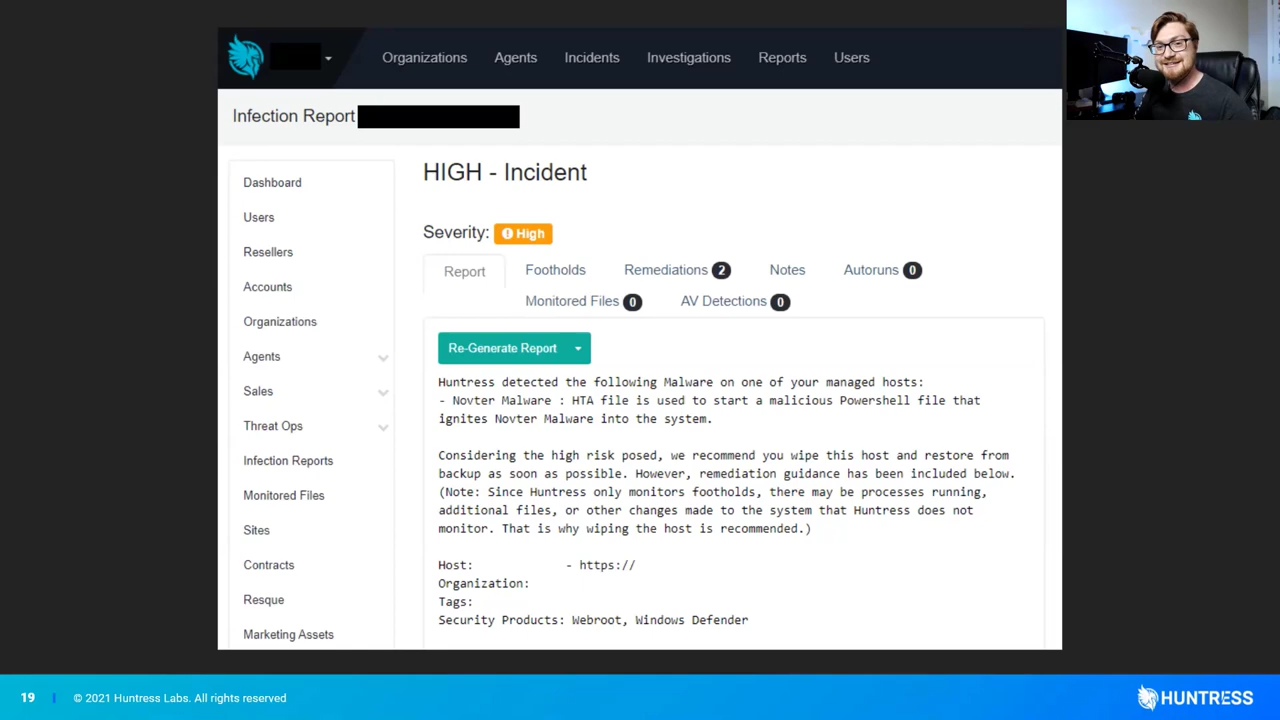 Organizations Agents Incidents Investigations Reports Users
Infection Report
Dashboard
Users
Resellers
Accounts
Organizations
Agents
Sales
Threat Ops
Infection Reports
Monitored Files
Sites
Contracts
Resque
Marketing Assets
HIGH - Incident
Severity: High
Report Footholds Remediations 2 Notes Autoruns 0
Monitored Files 0 AV Detections 0
Re-Generate Report
Huntress detected the following Malware on one of your managed hosts:
- Novter Malware : HTA file is used to start a malicious Powershell file that
ignites Novter Malware into the system.
Considering the high risk posed, we recommend you wipe this host and restore from
backup as soon as possible. However, remediation guidance has been included below.
(Note: Since Huntress only monitors footholds, there may be processes running,
additional files, or other changes made to the system that Huntress does not
monitor. That is why wiping the host is recommended.)
Host: - https://
Organization:
Tags:
Security Products: Webroot, Windows Defender
19 | © 2021 Huntress Labs. All rights reserved
HUNTRESS